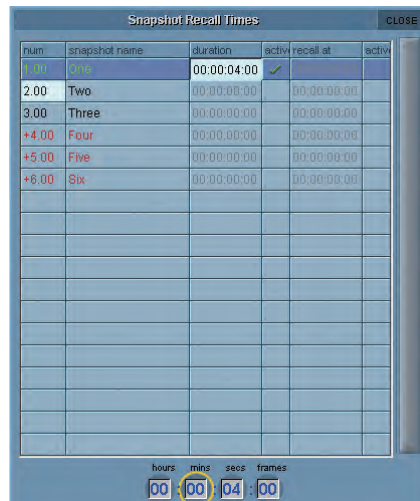 Snapshot Recall Times CLOSE
num snapshot name duration activ recall at activ
1.00 One 00:00:04:00
2.00 Two 00:00:00:00 00:00:00:00
3.00 Three 00:00:00:00 00:00:00:00
+4.00 Four 00:00:00:00 00:00:00:00
+5.00 Five 00:00:00:00 00:00:00:00
+6.00 Six 00:00:00:00 00:00:00:00
hours mins secs frames
00 : 00 : 04 : 00